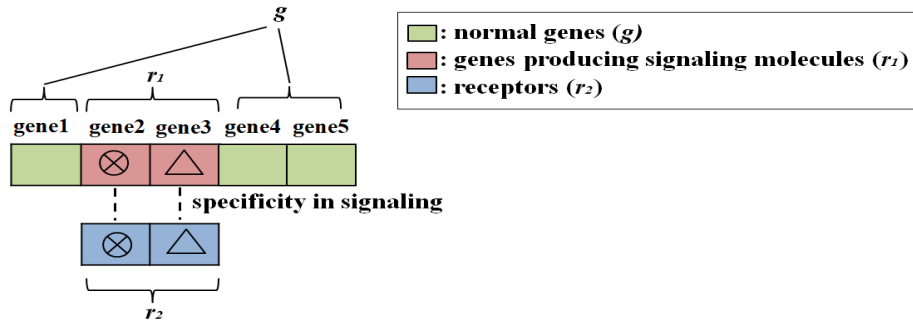 g
r₁
gene1 gene2 gene3 gene4 gene5
specificity in signaling
r₂
: normal genes (g)
: genes producing signaling molecules (r₁)
: receptors (r₂)